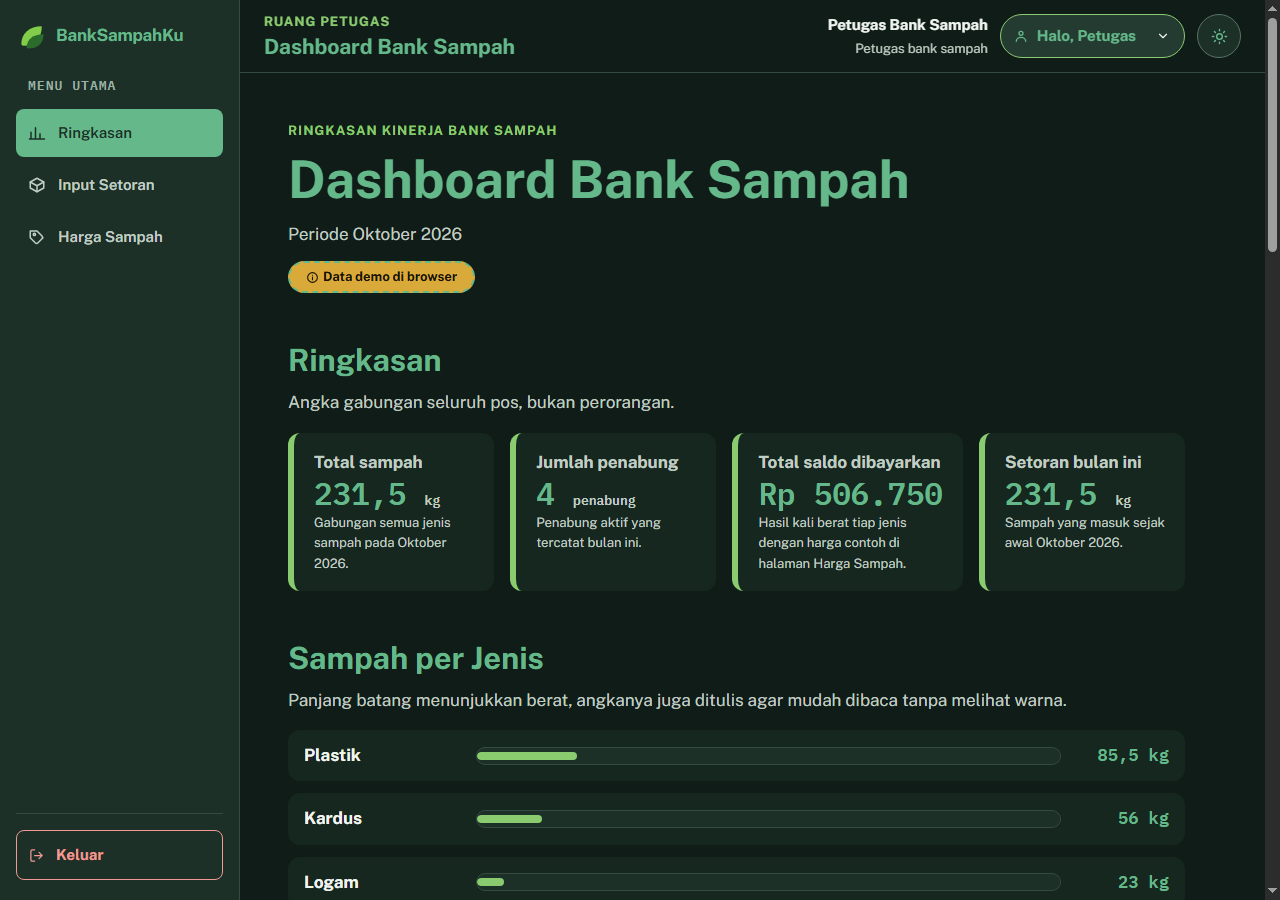 BankSampahKu
MENU UTAMA
Ringkasan
Input Setoran
Harga Sampah
Keluar
RUANG PETUGAS
Dashboard Bank Sampah
Petugas Bank Sampah
Petugas bank sampah
Halo, Petugas
RINGKASAN KINERJA BANK SAMPAH
Dashboard Bank Sampah
Periode Oktober 2026
Data demo di browser
Ringkasan
Angka gabungan seluruh pos, bukan perorangan.
Total sampah
231,5 kg
Gabungan semua jenis
sampah pada Oktober
2026.
Jumlah penabung
4 penabung
Penabung aktif yang
tercatat bulan ini.
Total saldo dibayarkan
Rp 506.750
Hasil kali berat tiap jenis
dengan harga contoh di
halaman Harga Sampah.
Setoran bulan ini
231,5 kg
Sampah yang masuk sejak
awal Oktober 2026.
Sampah per Jenis
Panjang batang menunjukkan berat, angkanya juga ditulis agar mudah dibaca tanpa melihat warna.
Plastik 85,5 kg
Kardus 56 kg
Logam 23 kg